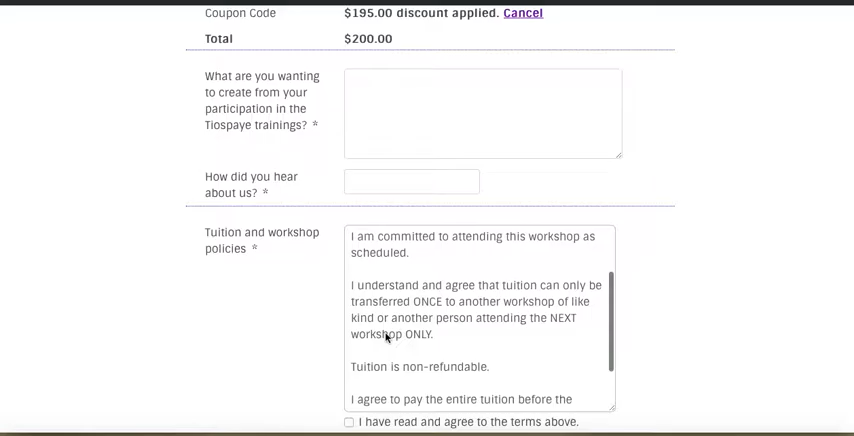 Coupon Code $195.00 discount applied. Cancel
Total $200.00
What are you wanting
to create from your
participation in the
Tiospaye trainings? *
How did you hear
about us? *
Tuition and workshop
policies *
I am committed to attending this workshop as
scheduled.
I understand and agree that tuition can only be
transferred ONCE to another workshop of like
kind or another person attending the NEXT
workshop ONLY.
Tuition is non-refundable.
I agree to pay the entire tuition before the
I have read and agree to the terms above.